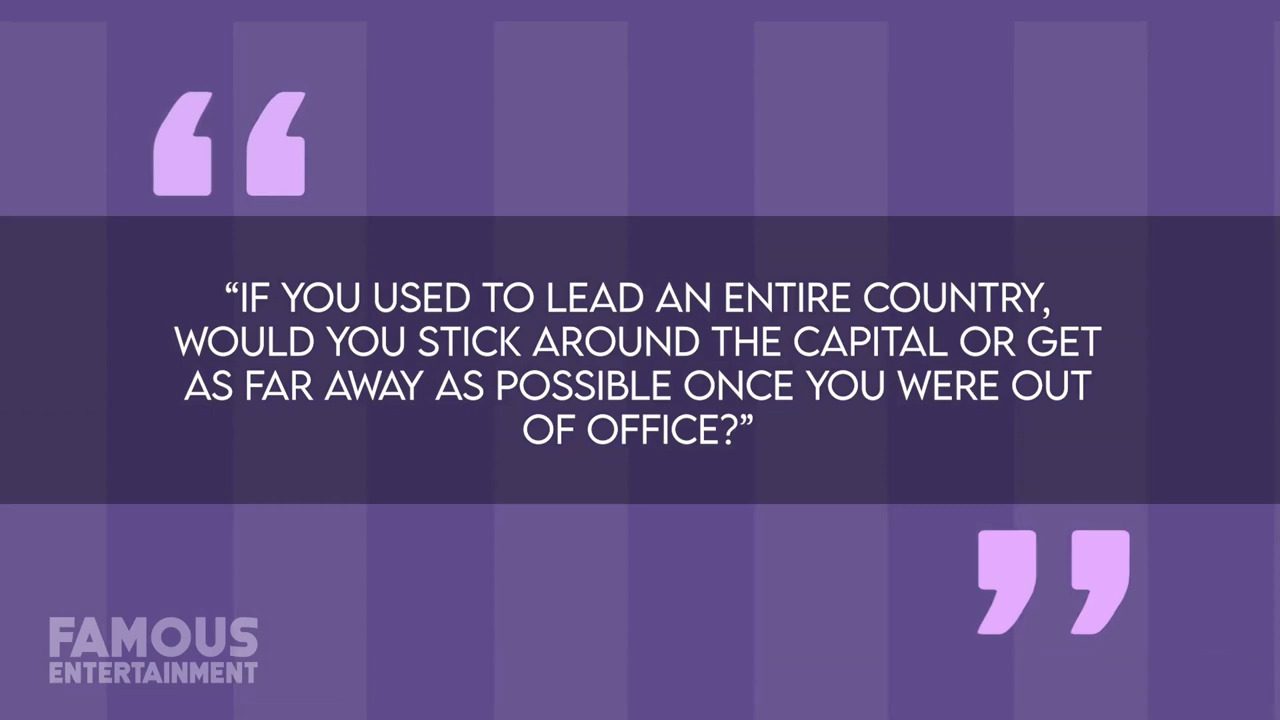 “IF YOU USED TO LEAD AN ENTIRE COUNTRY,
WOULD YOU STICK AROUND THE CAPITAL OR GET
AS FAR AWAY AS POSSIBLE ONCE YOU WERE OUT
OF OFFICE?”
FAMOUS
ENTERTAINMENT